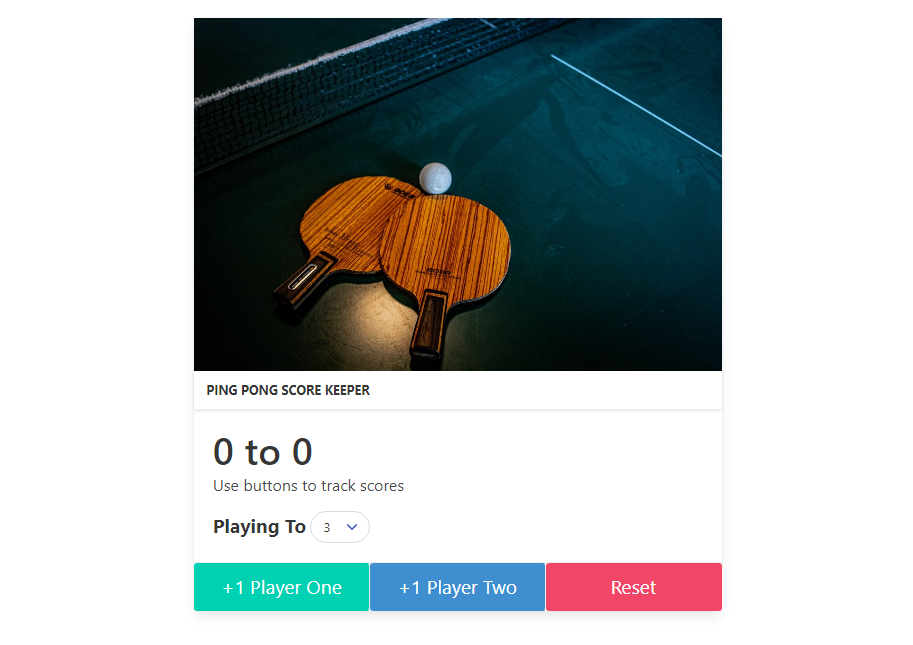 PING PONG SCORE KEEPER
0 to 0
Use buttons to track scores
Playing To 3
+1 Player One +1 Player Two Reset